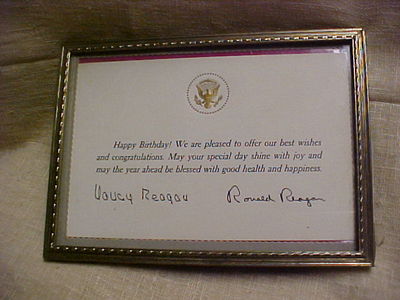 Happy Birthday! We are pleased to offer our best wishes
and congratulations. May your special day shine with joy and
may the year ahead be blessed with good health and happiness.
Nancy Reagan Ronald Reagan